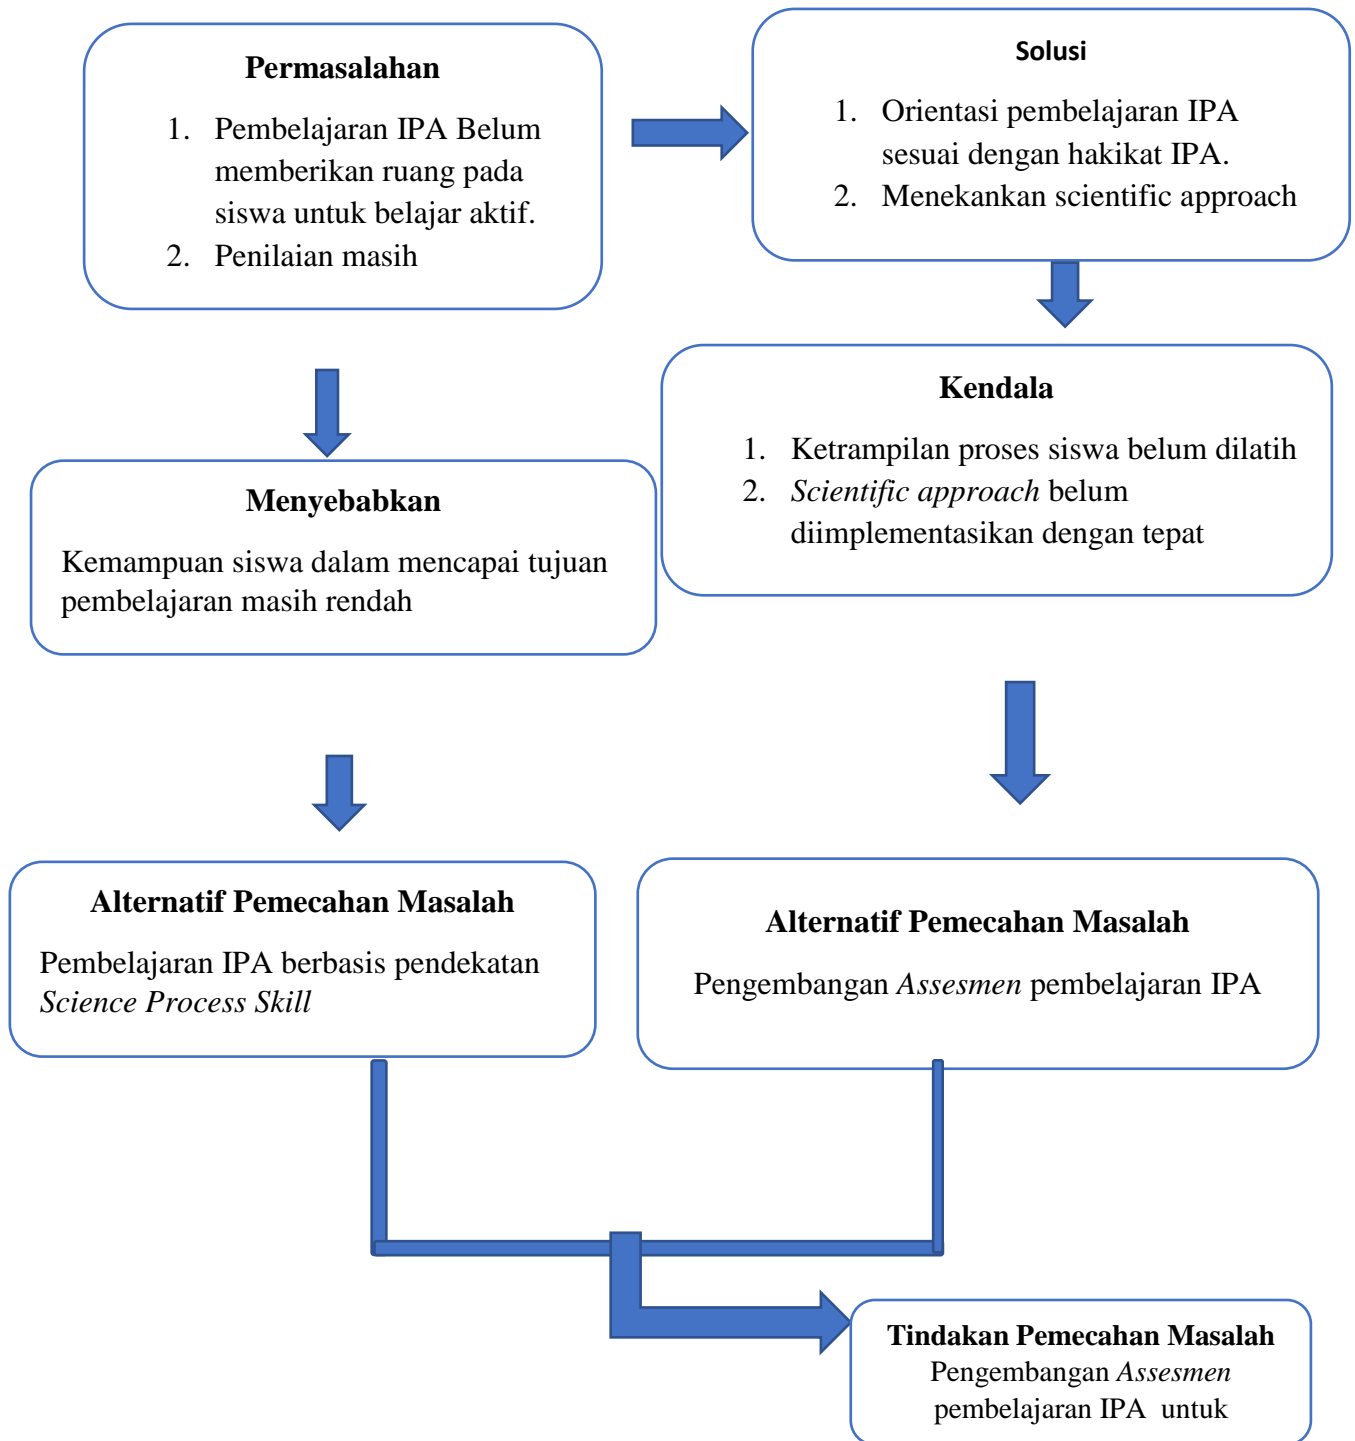 Permasalahan
1. Pembelajaran IPA Belum
memberikan ruang pada
siswa untuk belajar aktif.
2. Penilaian masih
Solusi
1. Orientasi pembelajaran IPA
sesuai dengan hakikat IPA.
2. Menekankan scientific approach
Menyebabkan
Kemampuan siswa dalam mencapai tujuan
pembelajaran masih rendah
Kendala
1. Ketrampilan proses siswa belum dilatih
2. Scientific approach belum
diimplementasikan dengan tepat
Alternatif Pemecahan Masalah
Pembelajaran IPA berbasis pendekatan
Science Process Skill
Alternatif Pemecahan Masalah
Pengembangan Assesmen pembelajaran IPA
Tindakan Pemecahan Masalah
Pengembangan Assesmen
pembelajaran IPA untuk